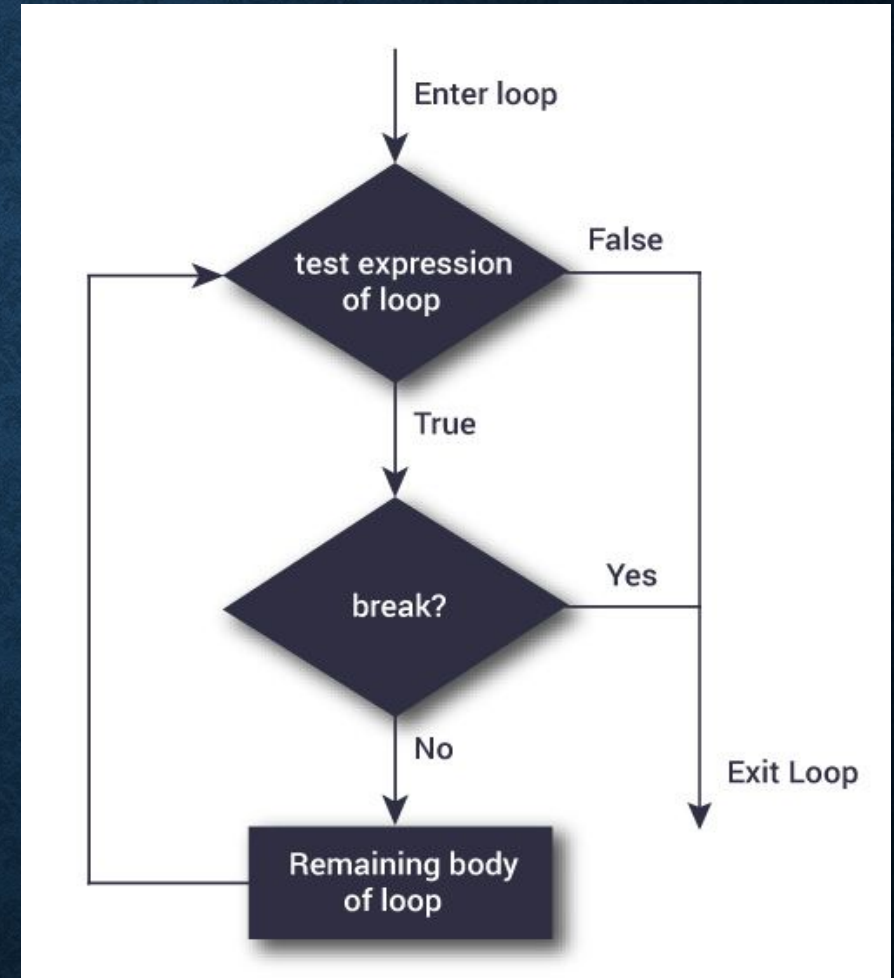 Enter loop
test expression
of loop
False
True
break?
Yes
No
Exit Loop
Remaining body
of loop